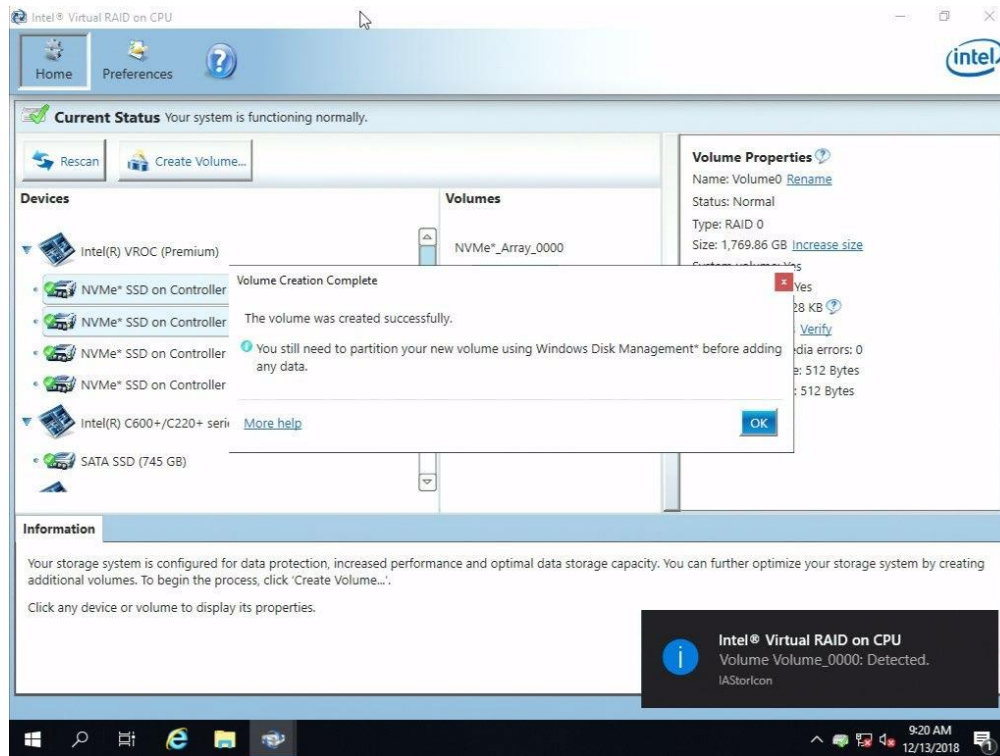 Intel® Virtual RAID on CPU
Home
Preferences
intel
Current Status Your system is functioning normally.
Rescan
Create Volume...
Devices
Volumes
Intel(R) VROC (Premium)
NVMe* SSD on Controller
NVMe* SSD on Controller
NVMe* SSD on Controller
NVMe* SSD on Controller
Intel(R) C600+/C220+
SATA SSD (745 GB)
NVMe*_Array_0000
Volume Properties ?
Name: Volume0 Rename
Status: Normal
Type: RAID 0
Size: 1,769.86 GB Increase size
Yes
28 KB ?
Verify
errors: 0
512 Bytes
512 Bytes
Volume Creation Complete
The volume was created successfully.
You still need to partition your new volume using Windows Disk Management* before adding
any data.
More help
OK
Information
Your storage system is configured for data protection, increased performance and optimal data storage capacity. You can further optimize your storage system by creating
additional volumes. To begin the process, click 'Create Volume...'.
Click any device or volume to display its properties.
Intel® Virtual RAID on CPU
Volume Volume_0000: Detected.
IAStorIcon
9:20 AM
12/13/2018
1